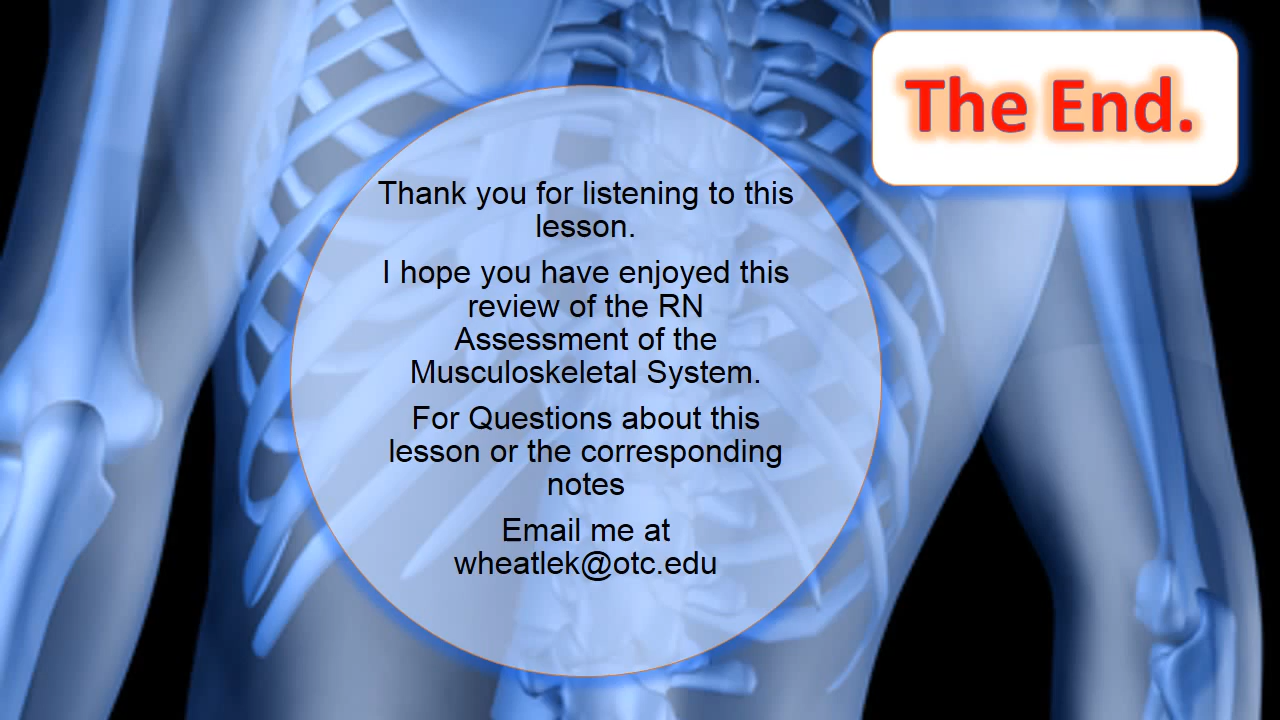 The End.
Thank you for listening to this
lesson.
I hope you have enjoyed this
review of the RN
Assessment of the
Musculoskeletal System.
For Questions about this
lesson or the corresponding
notes
Email me at
wheatlek@otc.edu